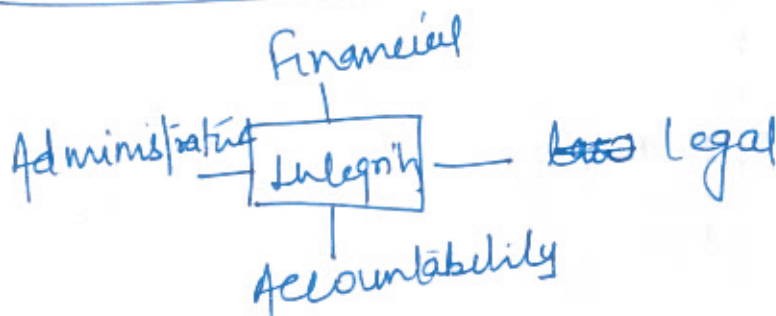 Financial
Administrative
Integrity
Legal
Accountability